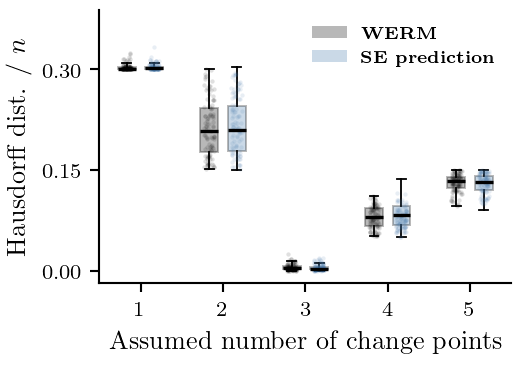 WERM
SE prediction
Hausdorff dist. / n
0.30
0.15
0.00
1 2 3 4 5
Assumed number of change points